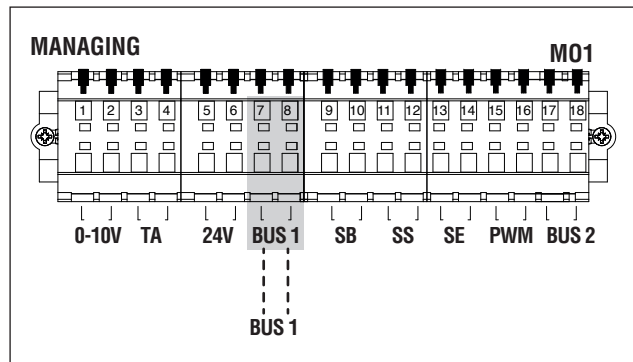 MANAGING M01
1 2 3 4 5 6 7 8 9 10 11 12 13 14 15 16 17 18
0-10V TA 24V BUS 1 SB SS SE PWM BUS 2
BUS 1